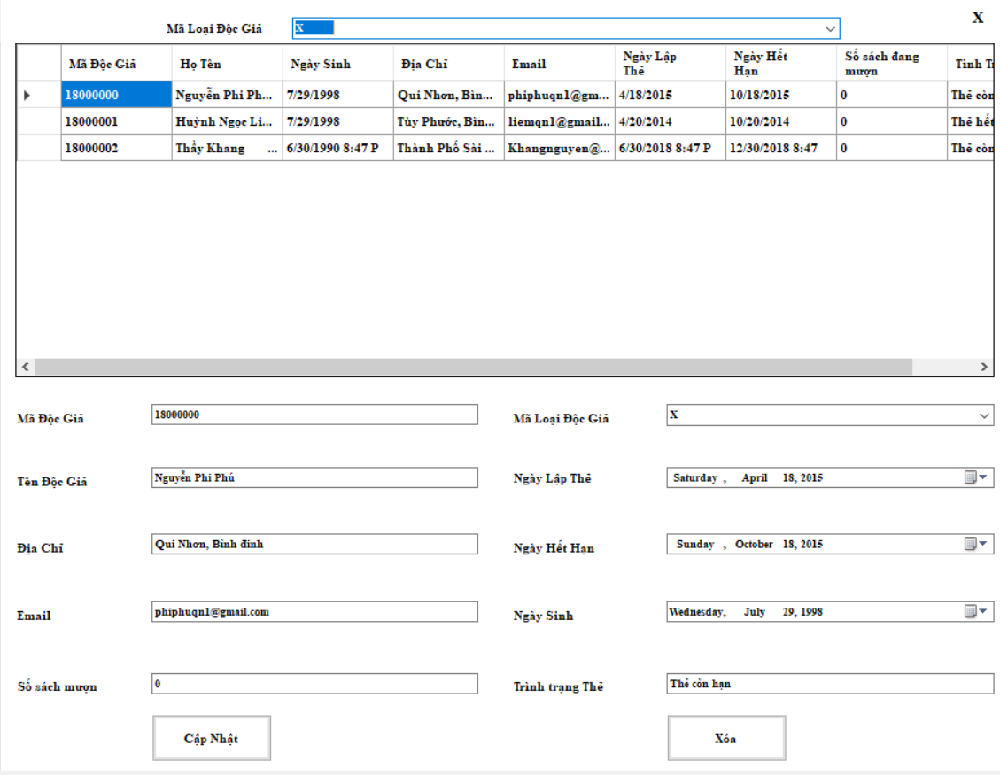 X
Mã Loại Độc Giả X
Mã Độc Giả Họ Tên Ngày Sinh Địa Chỉ Email Ngày Lập Thẻ Ngày Hết Hạn Số sách đang mượn Tình Tr
18000000 Nguyễn Phi Ph... 7/29/1998 Qui Nhơn, Bìn... phiphuqn1@gm... 4/18/2015 10/18/2015 0 Thẻ còn
18000001 Huỳnh Ngọc Li... 7/29/1998 Tùy Phước, Bìn... liemqn1@gmail... 4/20/2014 10/20/2014 0 Thẻ hết
18000002 Thầy Khang ... 6/30/1990 8:47 P Thành Phố Sài ... Khangnguyen@... 6/30/2018 8:47 P 12/30/2018 8:47 0 Thẻ còn
Mã Độc Giả 18000000 Mã Loại Độc Giả X
Tên Độc Giả Nguyễn Phi Phú Ngày Lập Thẻ Saturday , April 18, 2015
Địa Chỉ Qui Nhơn, Bình đinh Ngày Hết Hạn Sunday , October 18, 2015
Email phiphuqn1@gmail.com Ngày Sinh Wednesday, July 29, 1998
Số sách mượn 0 Trình trạng Thẻ Thẻ còn hạn
Cập Nhật Xóa